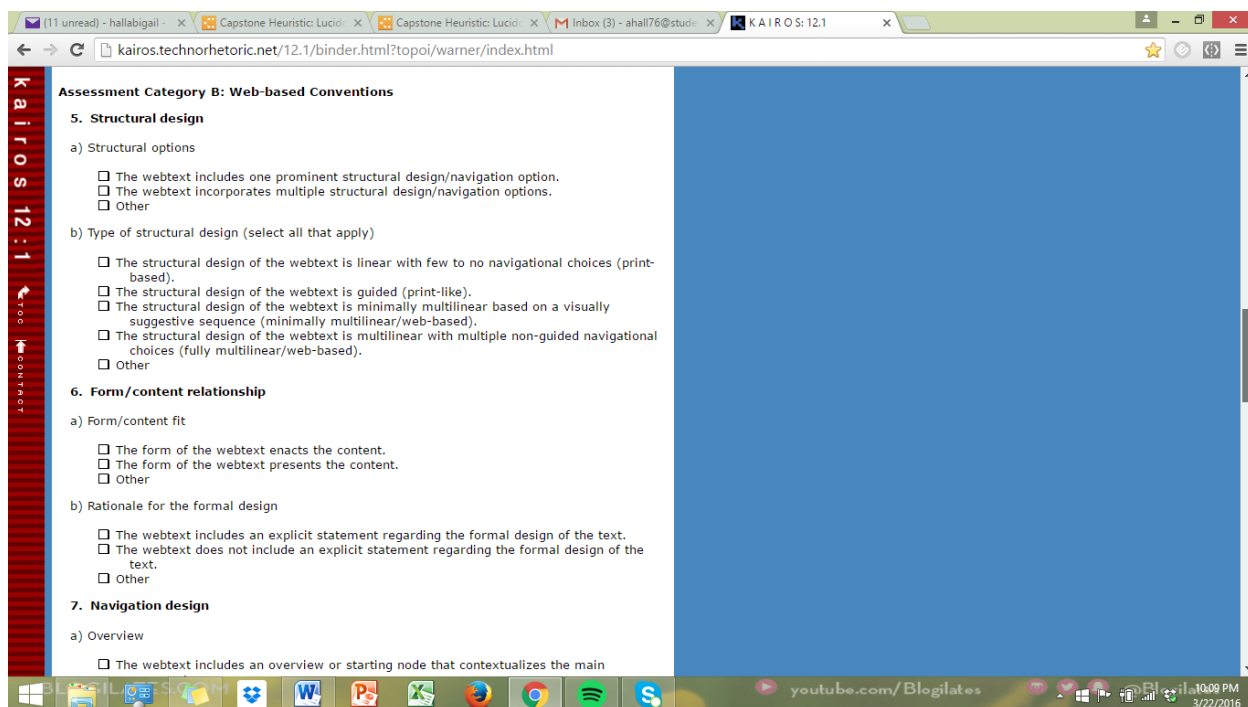 (11 unread) - hallabigail -
Capstone Heuristic: Lucid
Capstone Heuristic: Lucid
Inbox (3) - ahall76@stude
K A I R O S: 12.1
kairos.technorhetoric.net/12.1/binder.html?topoi/warner/index.html
kairos 12:1
TOC
CONTACT
Assessment Category B: Web-based Conventions
5. Structural design
a) Structural options
The webtext includes one prominent structural design/navigation option.
The webtext incorporates multiple structural design/navigation options.
Other
b) Type of structural design (select all that apply)
The structural design of the webtext is linear with few to no navigational choices (print-
based).
The structural design of the webtext is guided (print-like).
The structural design of the webtext is minimally multilinear based on a visually
suggestive sequence (minimally multilinear/web-based).
The structural design of the webtext is multilinear with multiple non-guided navigational
choices (fully multilinear/web-based).
Other
6. Form/content relationship
a) Form/content fit
The form of the webtext enacts the content.
The form of the webtext presents the content.
Other
b) Rationale for the formal design
The webtext includes an explicit statement regarding the formal design of the text.
The webtext does not include an explicit statement regarding the formal design of the
text.
Other
7. Navigation design
a) Overview
The webtext includes an overview or starting node that contextualizes the main
youtube.com/Blogilates
10:09 PM
3/22/2016